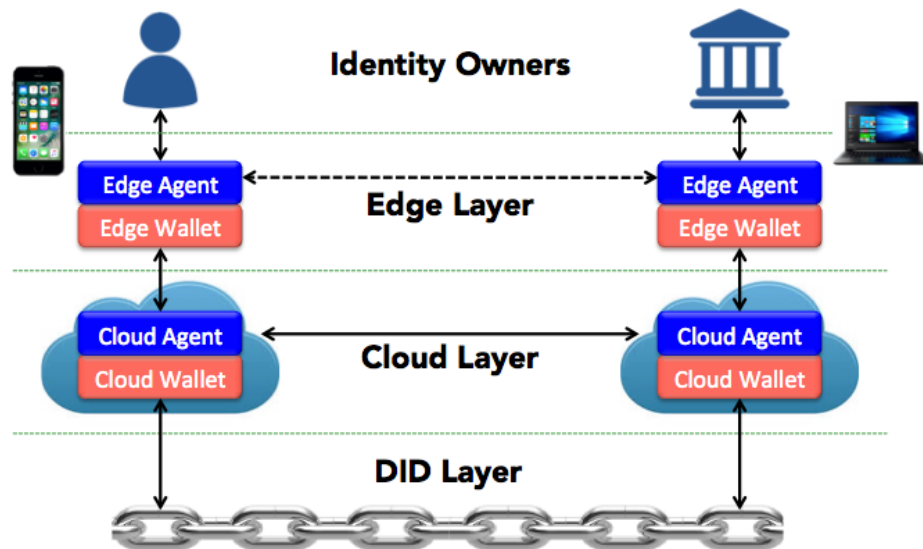 Identity Owners
Edge Agent
Edge Agent
Edge Layer
Edge Wallet
Edge Wallet
Cloud Agent
Cloud Agent
Cloud Layer
Cloud Wallet
Cloud Wallet
DID Layer